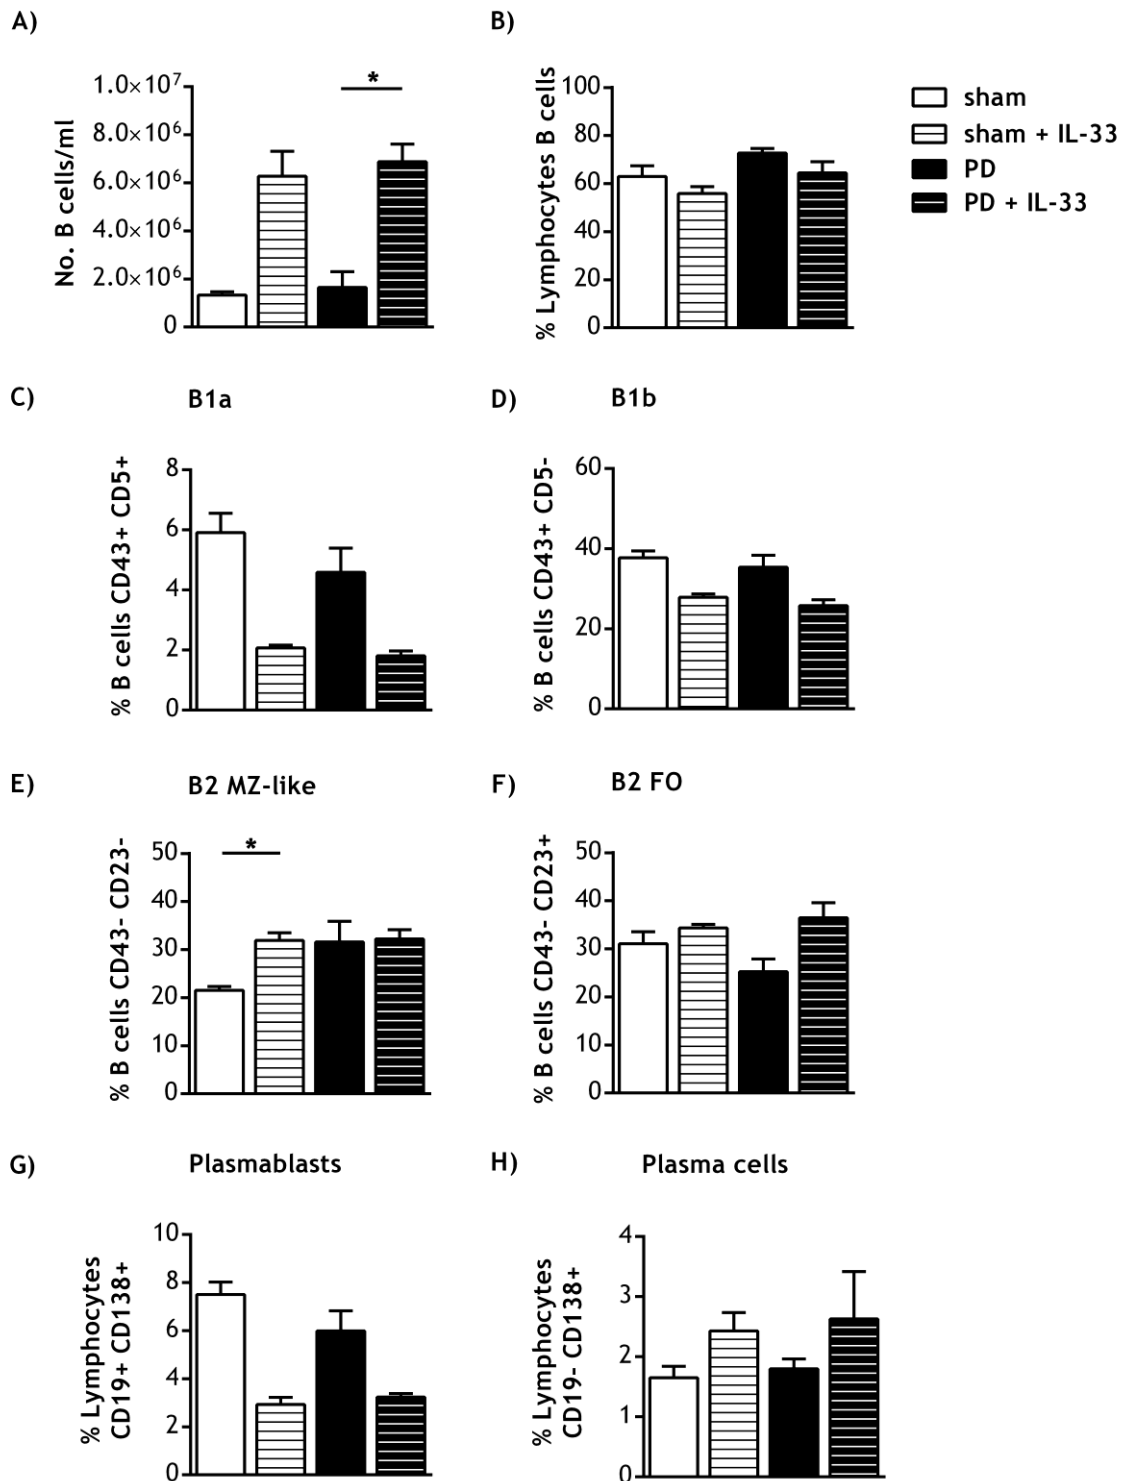 A)
No. B cells/ml
1.0×10⁷
8.0×10⁶
6.0×10⁶
4.0×10⁶
2.0×10⁶
0
*
B)
% Lymphocytes B cells
100
80
60
40
20
0
sham
sham + IL-33
PD
PD + IL-33
C)
B1a
% B cells CD43+ CD5+
8
6
4
2
0
D)
B1b
% B cells CD43+ CD5-
60
40
20
0
E)
B2 MZ-like
% B cells CD43- CD23-
50
40
30
20
10
0
*
F)
B2 FO
% B cells CD43- CD23+
50
40
30
20
10
0
G)
Plasmablasts
% Lymphocytes
CD19+ CD138+
10
8
6
4
2
0
H)
Plasma cells
% Lymphocytes
CD19- CD138+
4
3
2
1
0